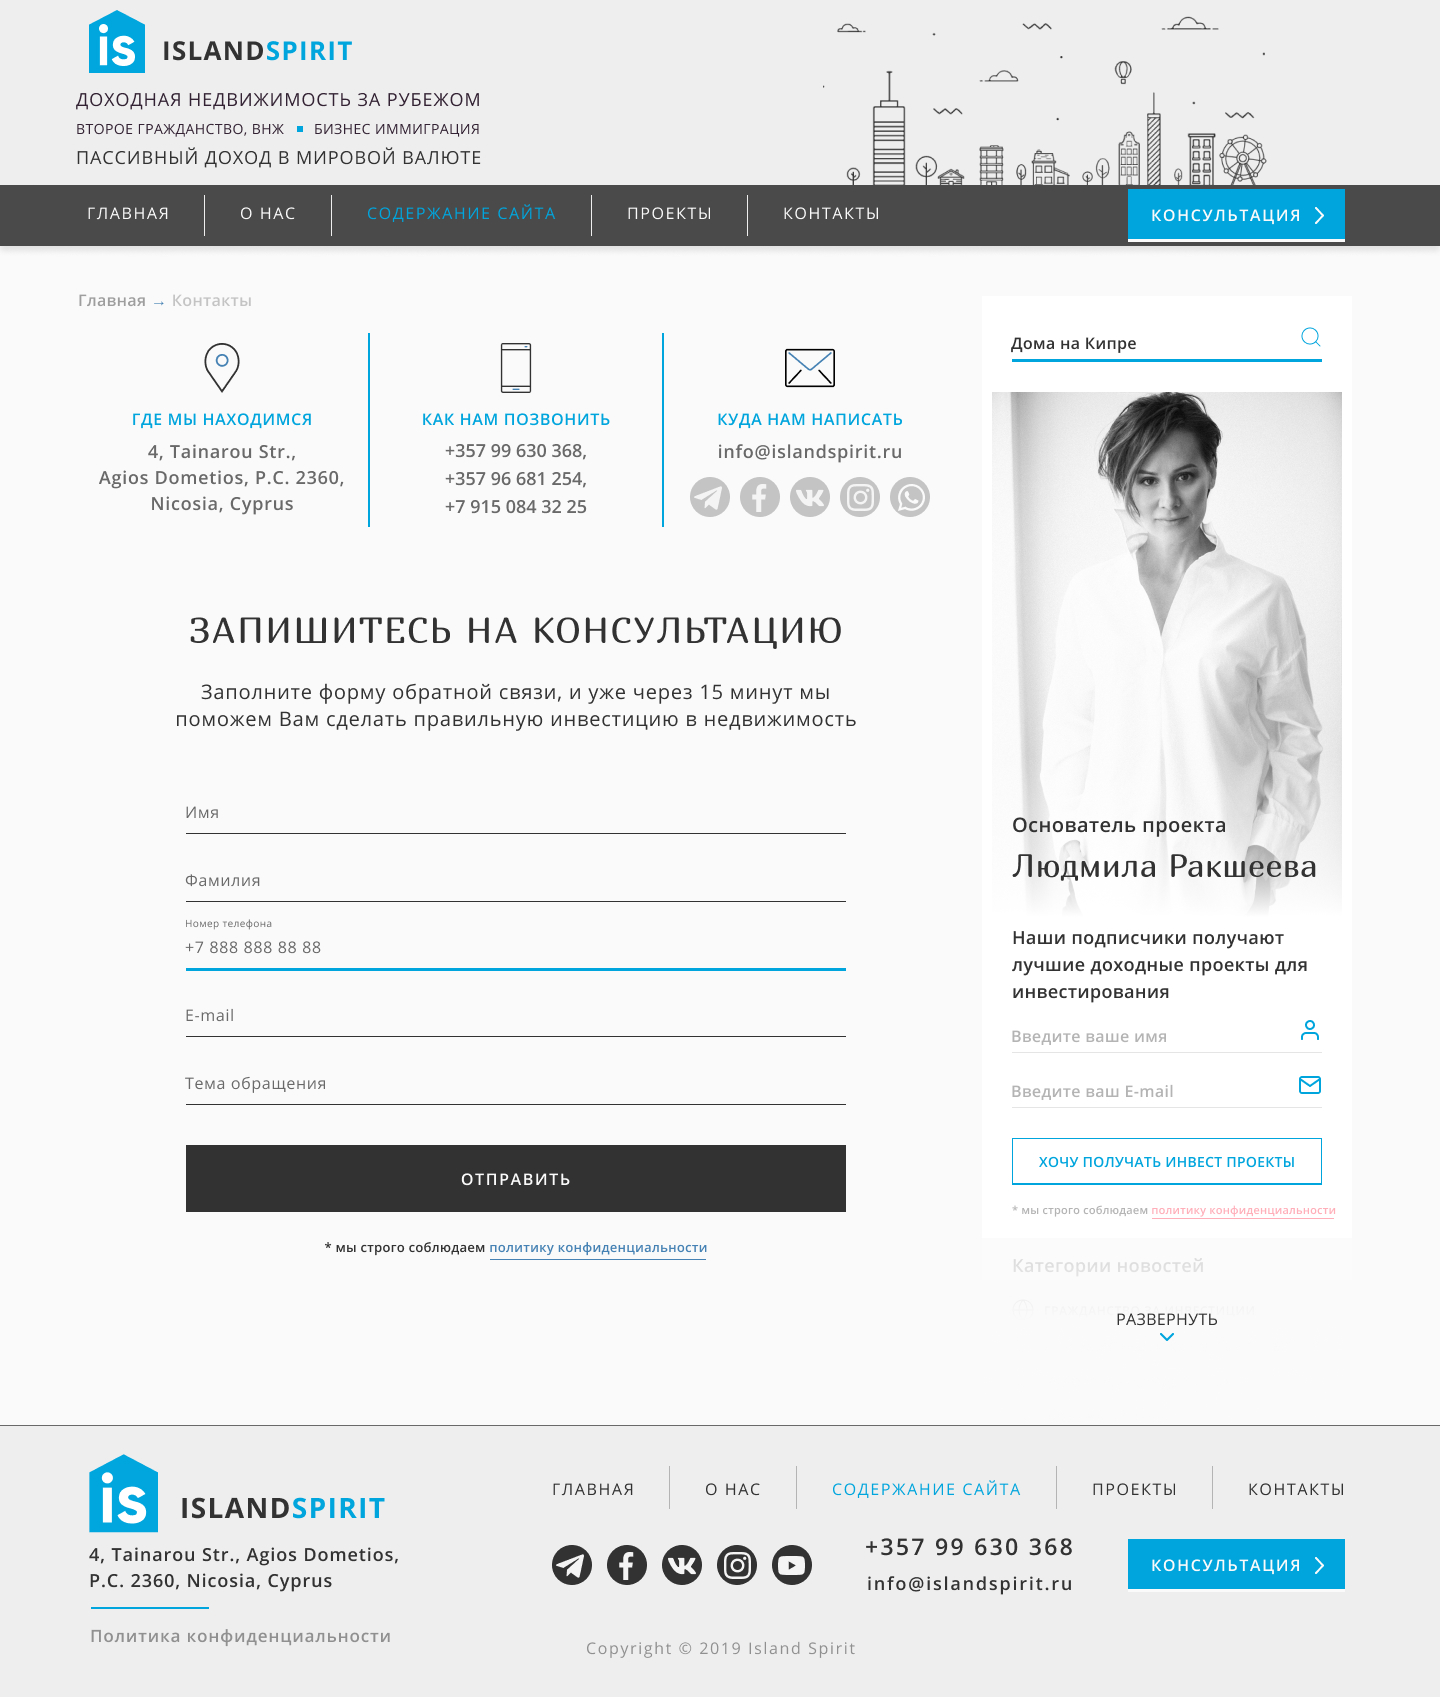 is ISLANDSPIRIT
ДОХОДНАЯ НЕДВИЖИМОСТЬ ЗА РУБЕЖОМ
ВТОРОЕ ГРАЖДАНСТВО, ВНЖ ▪ БИЗНЕС ИММИГРАЦИЯ
ПАССИВНЫЙ ДОХОД В МИРОВОЙ ВАЛЮТЕ
ГЛАВНАЯ О НАС СОДЕРЖАНИЕ САЙТА ПРОЕКТЫ КОНТАКТЫ КОНСУЛЬТАЦИЯ
Главная → Контакты
ГДЕ МЫ НАХОДИМСЯ
4, Tainarou Str.,
Agios Dometios, P.C. 2360,
Nicosia, Cyprus
КАК НАМ ПОЗВОНИТЬ
+357 99 630 368,
+357 96 681 254,
+7 915 084 32 25
КУДА НАМ НАПИСАТЬ
info@islandspirit.ru
ЗАПИШИТЕСЬ НА КОНСУЛЬТАЦИЮ
Заполните форму обратной связи, и уже через 15 минут мы
поможем Вам сделать правильную инвестицию в недвижимость
Имя
Фамилия
Номер телефона
+7 888 888 88 88
E-mail
Тема обращения
ОТПРАВИТЬ
* мы строго соблюдаем политику конфиденциальности
Дома на Кипре
Основатель проекта
Людмила Ракшеева
Наши подписчики получают
лучшие доходные проекты для
инвестирования
Введите ваше имя
Введите ваш E-mail
ХОЧУ ПОЛУЧАТЬ ИНВЕСТ ПРОЕКТЫ
* мы строго соблюдаем политику конфиденциальности
Категории новостей
РАЗВЕРНУТЬ
is ISLANDSPIRIT
4, Tainarou Str., Agios Dometios,
P.C. 2360, Nicosia, Cyprus
Политика конфиденциальности
ГЛАВНАЯ О НАС СОДЕРЖАНИЕ САЙТА ПРОЕКТЫ КОНТАКТЫ
+357 99 630 368
info@islandspirit.ru
КОНСУЛЬТАЦИЯ
Copyright © 2019 Island Spirit